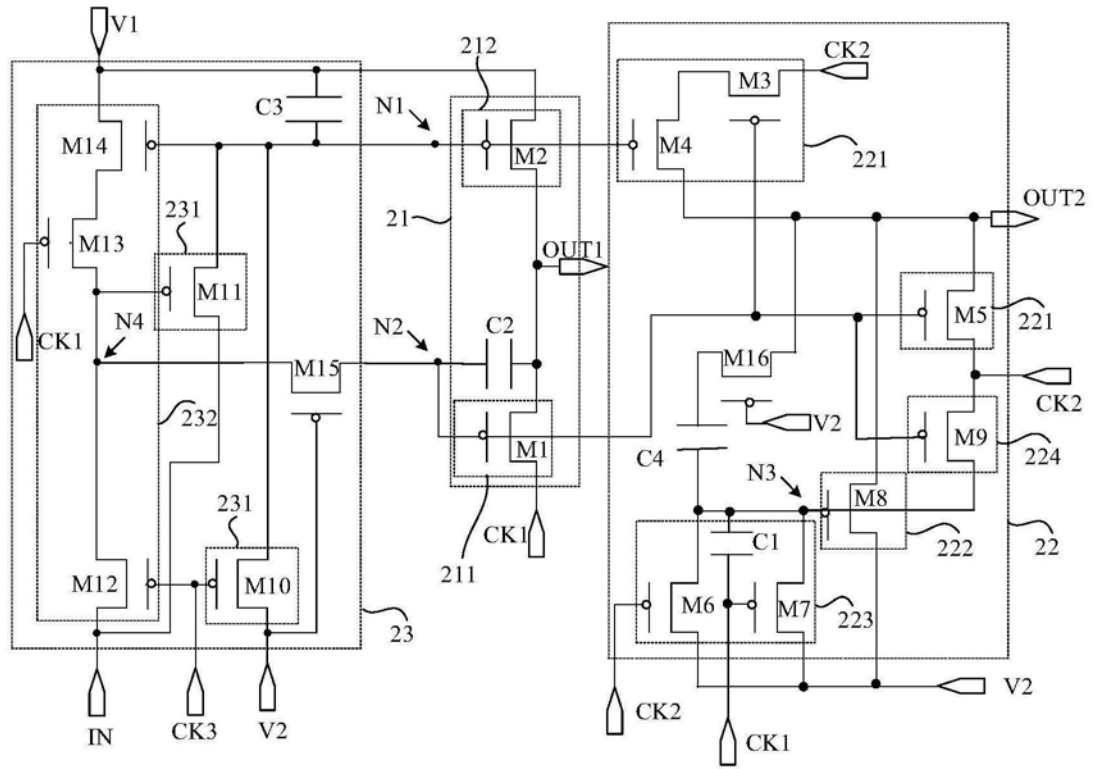 V1
212
CK2
M3
C3
N1
M14
M2
M4
221
21
OUT2
M13
231
OUT1
M11
M5
221
CK1
N4
N2
C2
M15
M16
CK2
232
V2
M9
M1
C4
224
N3
M8
231
CK1
C1
211
222
22
M12
M10
M6
M7
223
23
V2
IN
CK3
V2
CK2
CK1